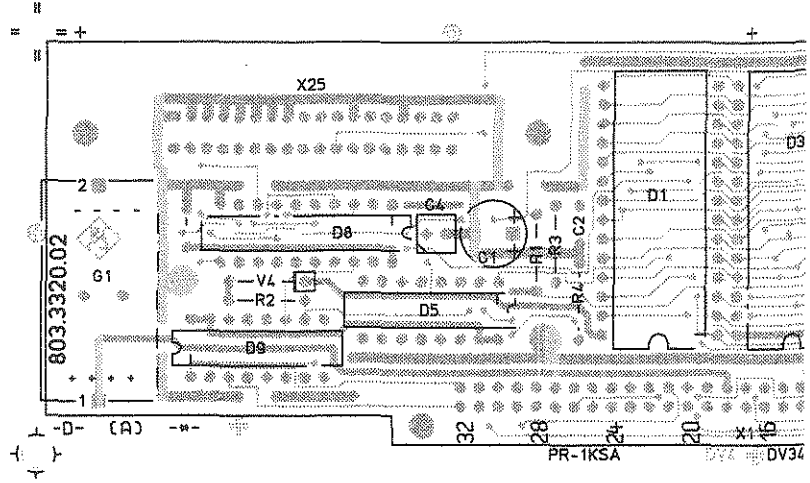 X25
D3
2
C4
D1
D8
C1
R1
R3
C2
G1
V4
R2
R4
D5
803.3320.02
D9
1
-D- (A) -*-
32
28
24
20
X1
16
PR-1KSA
DV4
DV34